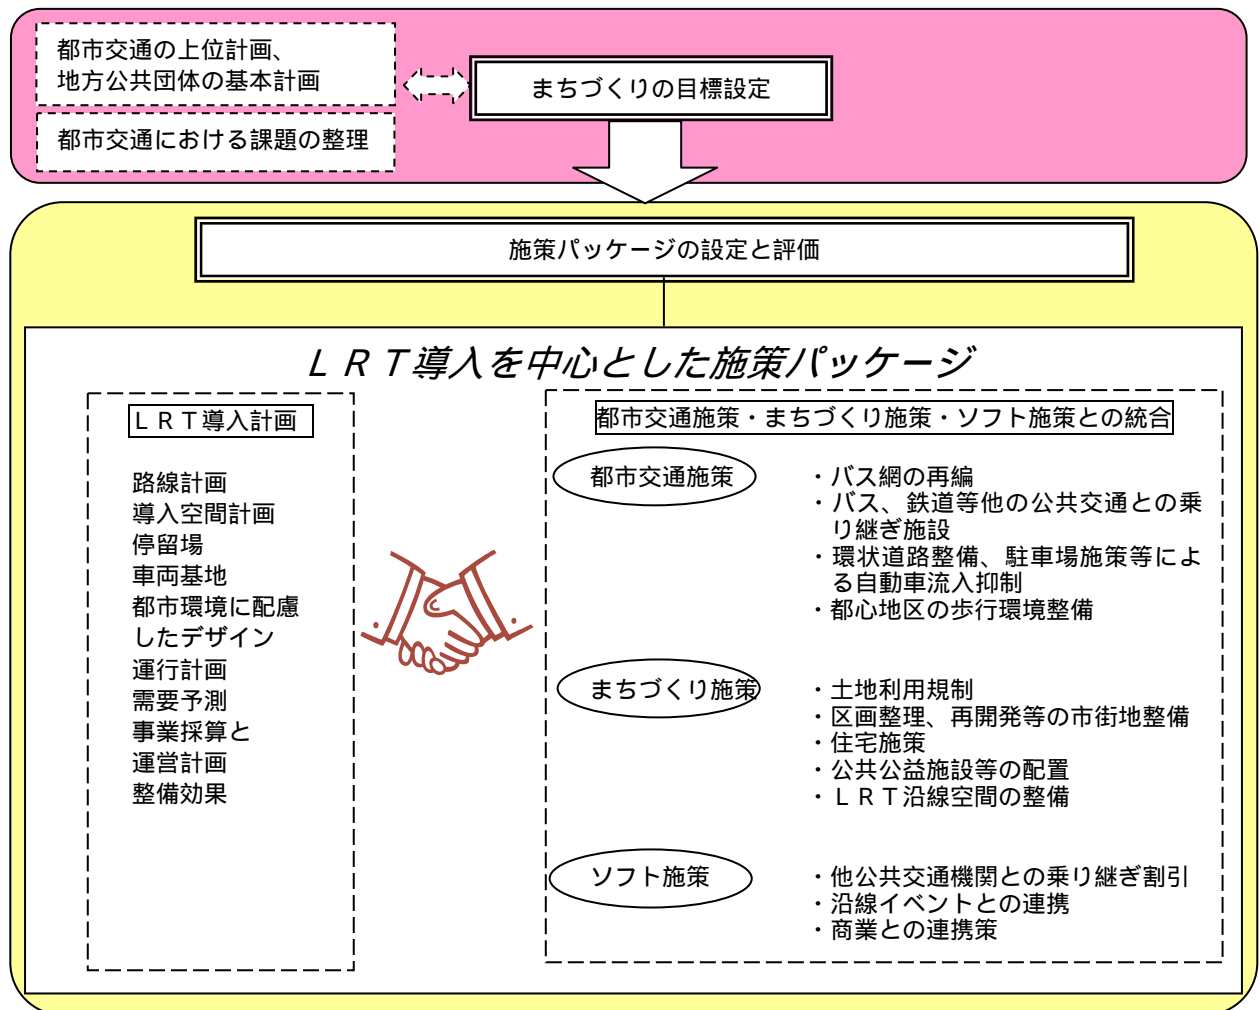 都市交通の上位計画、
地方公共団体の基本計画
まちづくりの目標設定
都市交通における課題の整理
施策パッケージの設定と評価
ＬＲＴ導入を中心とした施策パッケージ
ＬＲＴ導入計画
路線計画
導入空間計画
停留場
車両基地
都市環境に配慮
したデザイン
運行計画
需要予測
事業採算と
運営計画
整備効果
都市交通施策・まちづくり施策・ソフト施策との統合
都市交通施策
・バス網の再編
・バス、鉄道等他の公共交通との乗
り継ぎ施設
・環状道路整備、駐車場施策等によ
る自動車流入抑制
・都心地区の歩行環境整備
まちづくり施策
・土地利用規制
・区画整理、再開発等の市街地整備
・住宅施策
・公共公益施設等の配置
・ＬＲＴ沿線空間の整備
ソフト施策
・他公共交通機関との乗り継ぎ割引
・沿線イベントとの連携
・商業との連携策